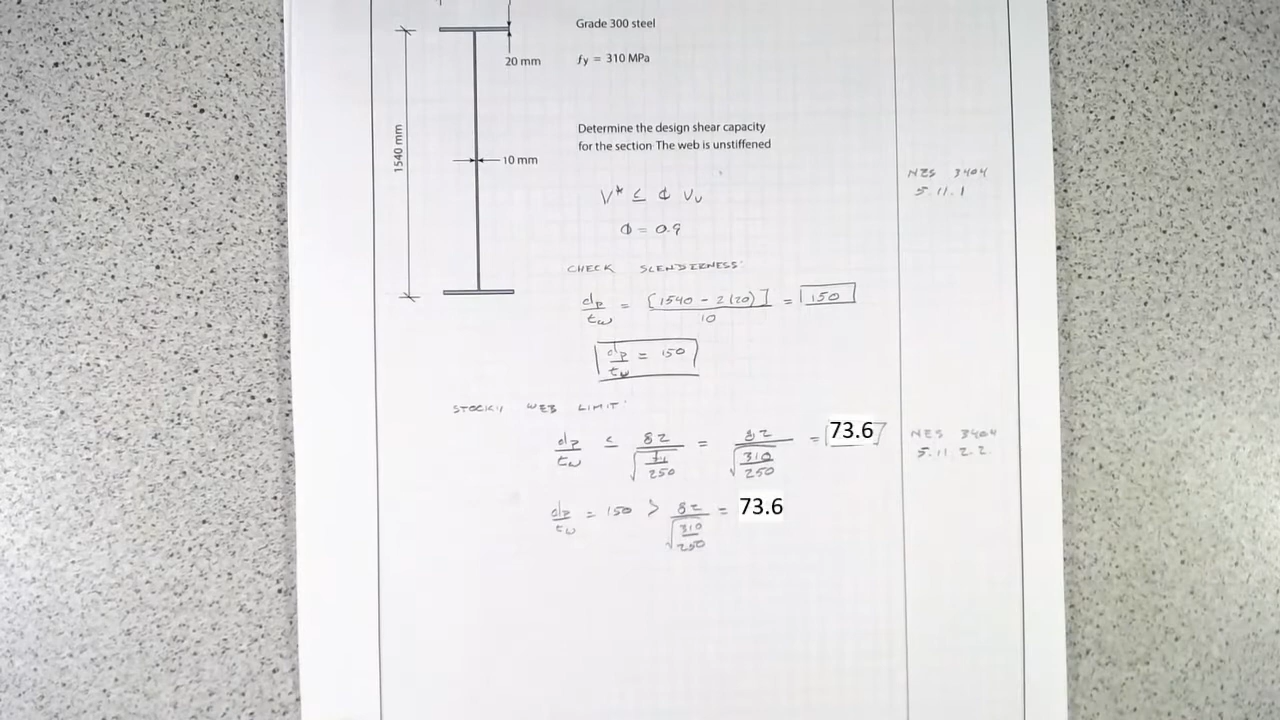 Grade 300 steel
20 mm
fy = 310 MPa
1540 mm
Determine the design shear capacity
for the section The web is unstiffened
10 mm
NZS 3404
5.11.1
V* ≤ φ Vv
φ = 0.9
CHECK SLENDERNESS:
dp/tw = [1540 - 2(20)]/10 = 150
dp/tw = 150
STOCKY WEB LIMIT:
dp/tw ≤ 82/√(fy/250) = 82/√(310/250) = 73.6
NZS 3404
5.11.2.2.
dp/tw = 150 > 82/√(310/250) = 73.6